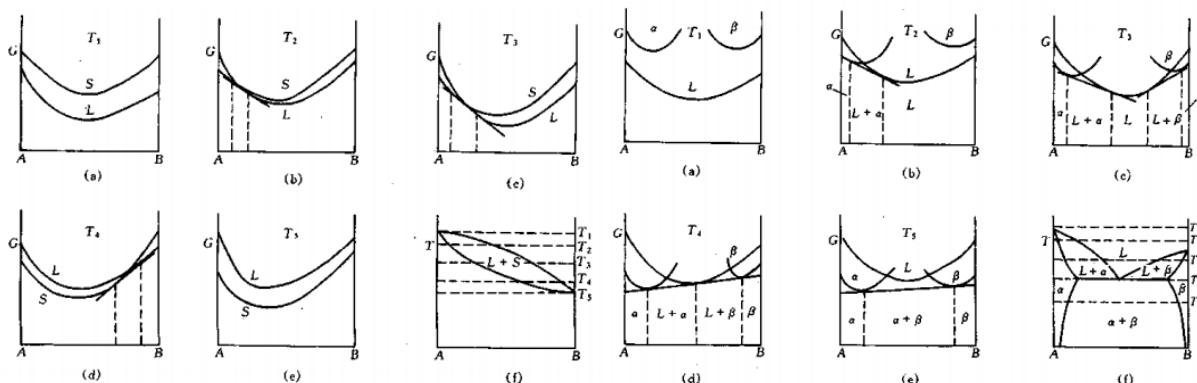 T₁
G
S
L
A B
(a)
T₂
G
S
L
A B
(b)
T₃
G
S
L
A B
(c)
α T₁ β
G
L
A B
(a)
T₂ β
G
L
α
L+α L
A B
(b)
T₃
G
β
α L+α L L+β
A B
(c)
T₄
G
L
S
A B
(d)
T₅
G
L
S
A B
(e)
T₁
T T₂
L+S T₃
T₄
T₅
A B
(f)
T₄
G
β
L
α L+α L+β β
A B
(d)
T₅
G
L
α β
α α+β β
A B
(e)
T
T T
L
T
L+α L+β
T
α β
T
α+β
A B
(f)